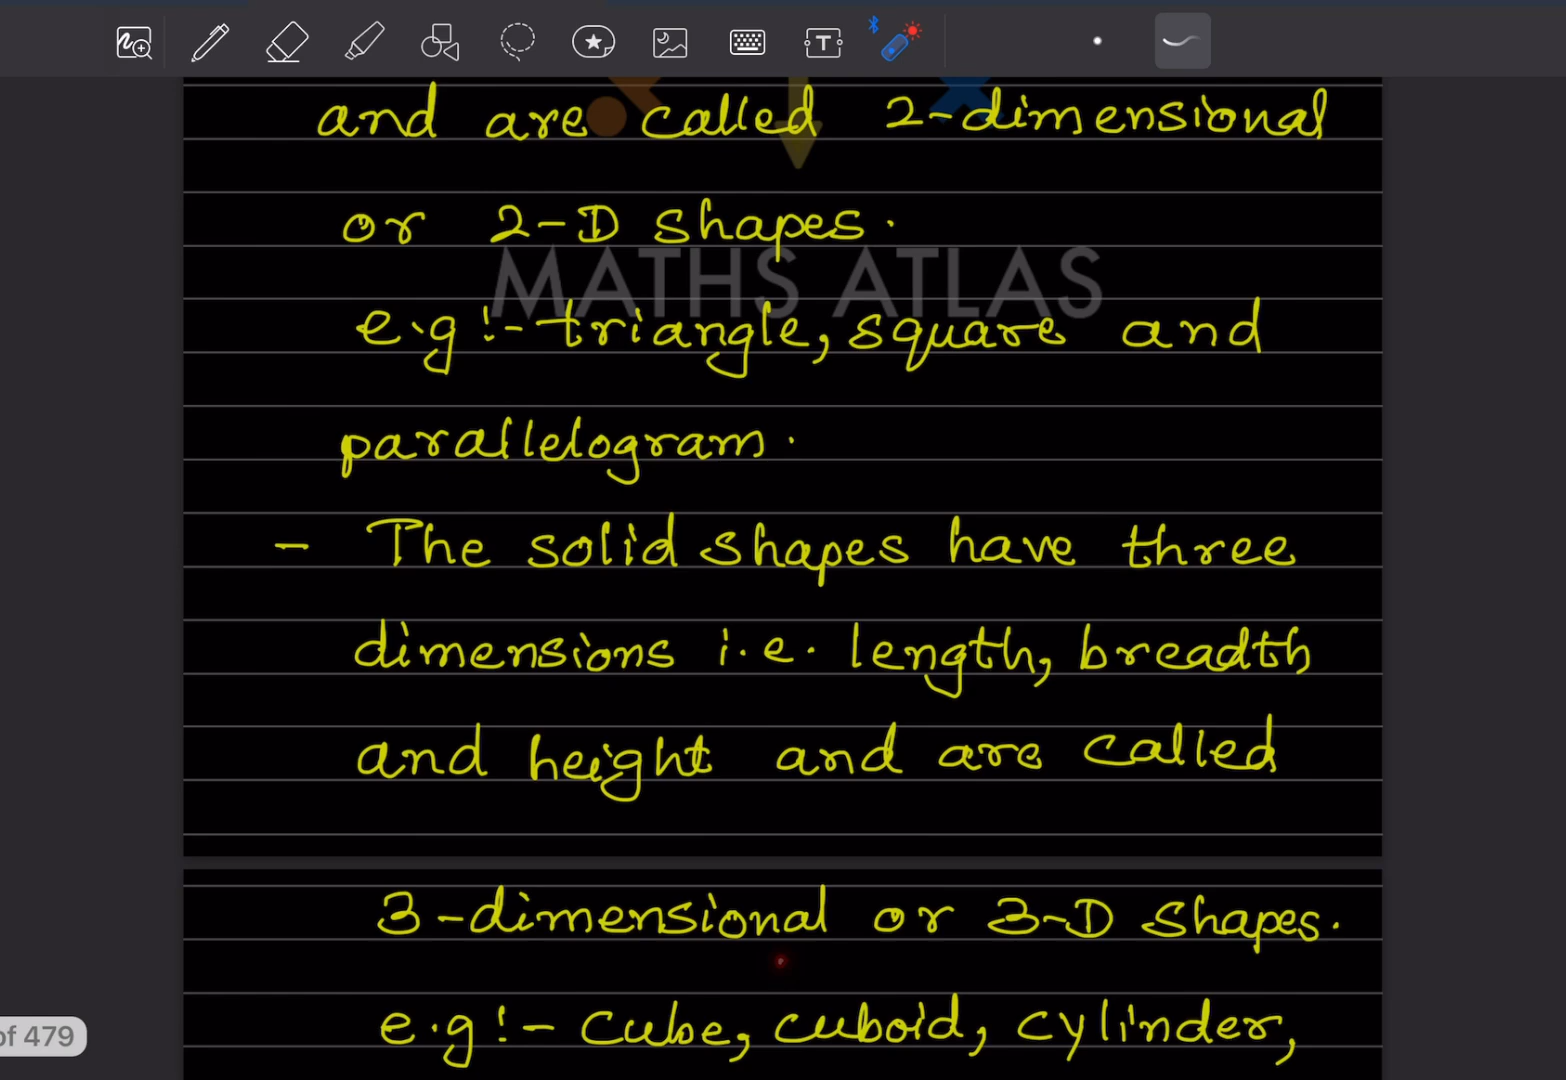 and are called 2-dimensional
or 2-D shapes.
MATHS ATLAS
e.g :- triangle, square and
parallelogram.
- The solid shapes have three
dimensions i.e. length, breadth
and height and are called
3-dimensional or 3-D shapes.
e.g :- cube, cuboid, cylinder,
of 479